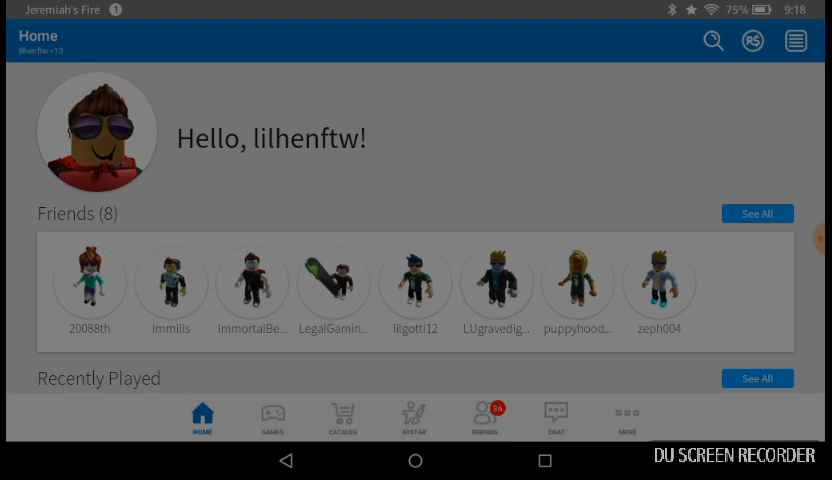 Jeremiah's Fire 1 75% 9:18
Home
lilhenftw <13
R$
Hello, lilhenftw!
Friends (8)
See All
20088th immills ImmortalBe... LegalGamin... lilgotti12 LUgravedig... puppyhood... zeph004
Recently Played
See All
36
HOME GAMES CATALOG AVATAR FRIENDS CHAT MORE
DU SCREEN RECORDER